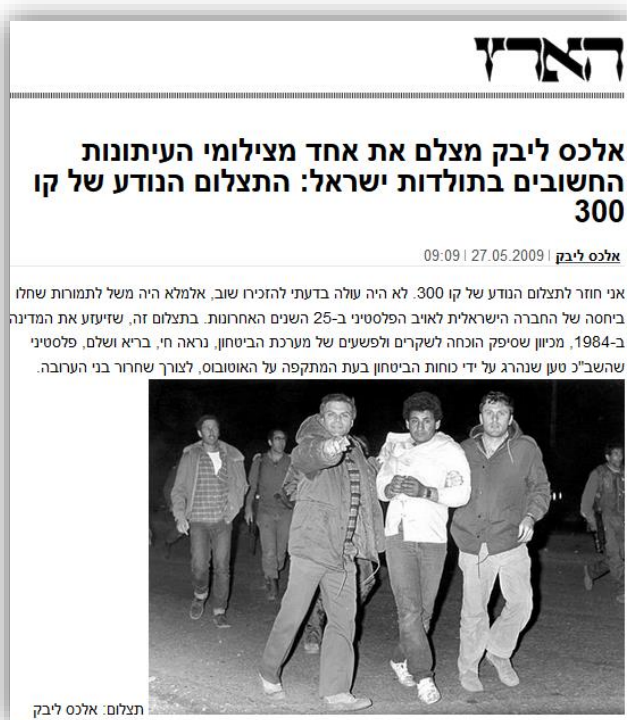 הארץ
אלכס ליבק מצלם את אחד מצילומי העיתונות
החשובים בתולדות ישראל: התצלום הנודע של קו
300
אלכס ליבק | 27.05.2009 | 09:09
אני חוזר לתצלום הנודע של קו 300. לא היה עולה בדעתי להזכירו שוב, אלמלא היה משל לתמורות שחלו
ביחסה של החברה הישראלית לאויב הפלסטיני ב-25 השנים האחרונות. בתצלום זה, שזיעזע את המדינה
ב-1984, מכיוון שסיפק הוכחה לשקרים ולפשעים של מערכת הביטחון, נראה חי, בריא ושלם, פלסטיני
שהשב"כ טען שנהרג על ידי כוחות הביטחון בעת המתקפה על האוטובוס, לצורך שחרור בני הערובה.
תצלום: אלכס ליבק